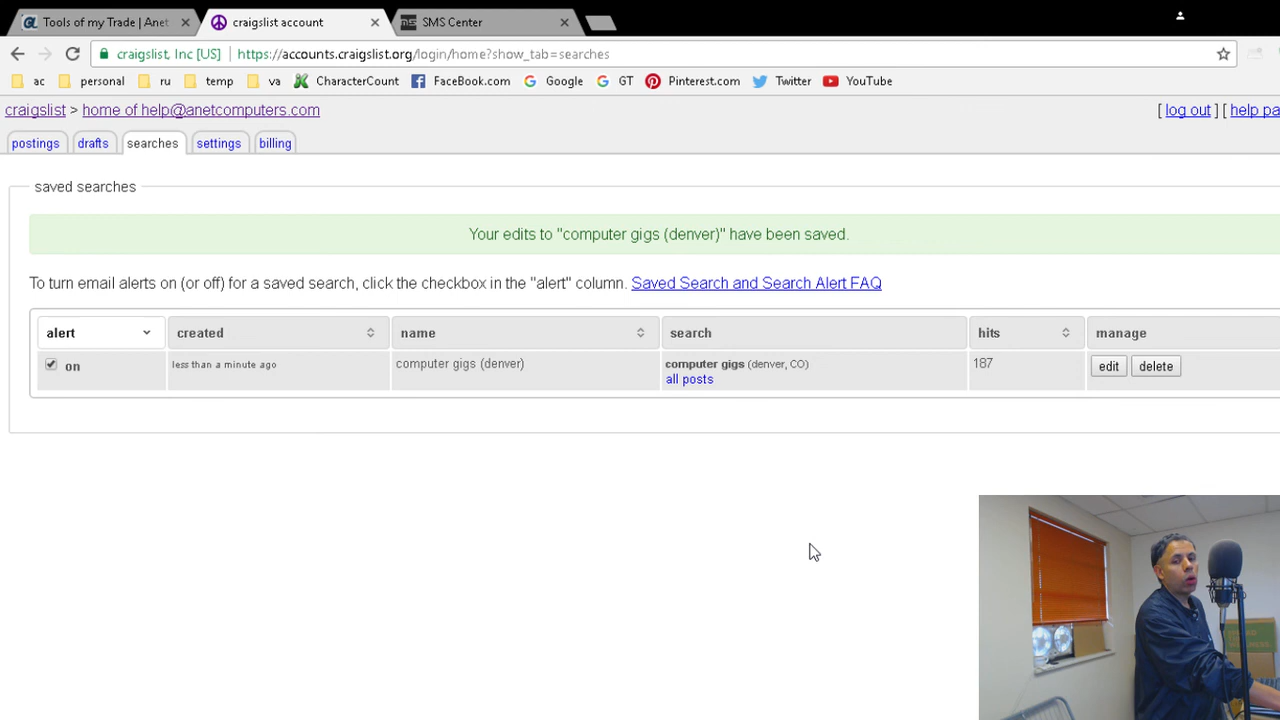 Tools of my Trade | Anet
craigslist account
SMS Center
craigslist, Inc [US] https://accounts.craigslist.org/login/home?show_tab=searches
ac personal ru temp va CharacterCount FaceBook.com Google GT Pinterest.com Twitter YouTube
craigslist > home of help@anetcomputers.com [ log out ] [ help pa
postings drafts searches settings billing
saved searches
Your edits to "computer gigs (denver)" have been saved.
To turn email alerts on (or off) for a saved search, click the checkbox in the "alert" column. Saved Search and Search Alert FAQ
alert created name search hits manage
on less than a minute ago computer gigs (denver) computer gigs (denver, CO) 187 edit delete
all posts